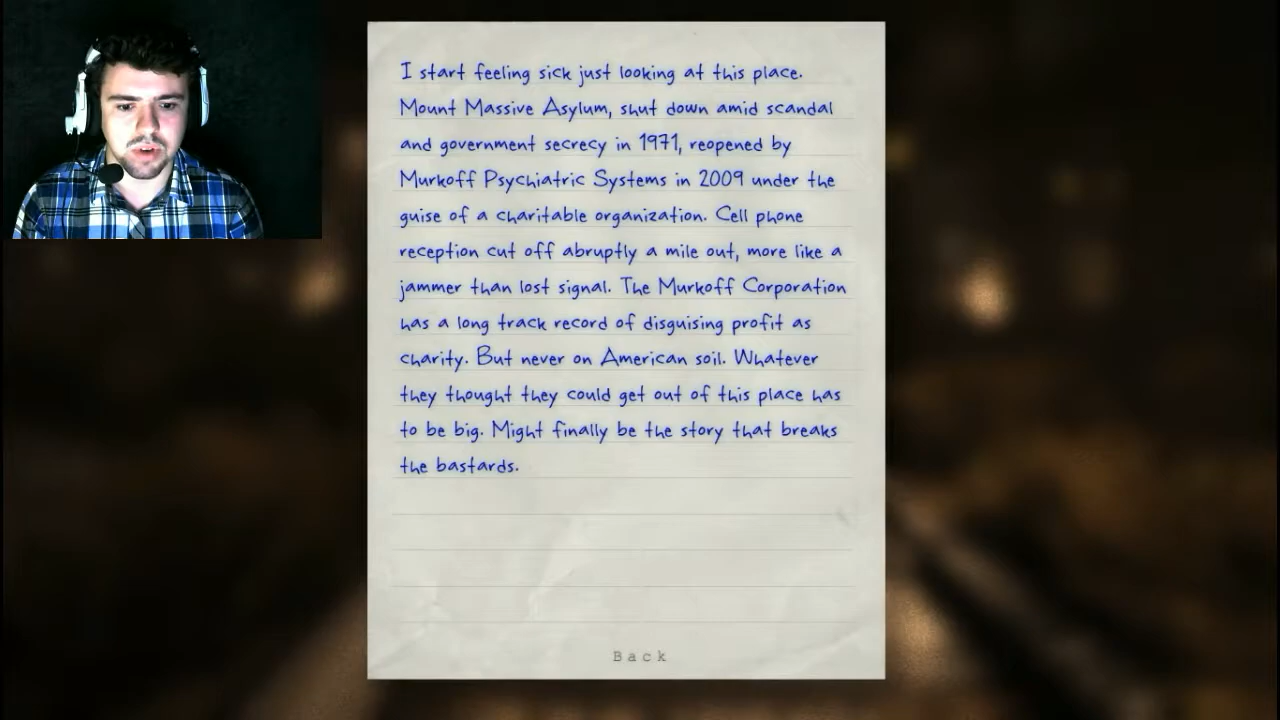 I start feeling sick just looking at this place.
Mount Massive Asylum, shut down amid scandal
and government secrecy in 1971, reopened by
Murkoff Psychiatric Systems in 2009 under the
guise of a charitable organization. Cell phone
reception cut off abruptly a mile out, more like a
jammer than lost signal. The Murkoff Corporation
has a long track record of disguising profit as
charity. But never on American soil. Whatever
they thought they could get out of this place has
to be big. Might finally be the story that breaks
the bastards.
Back